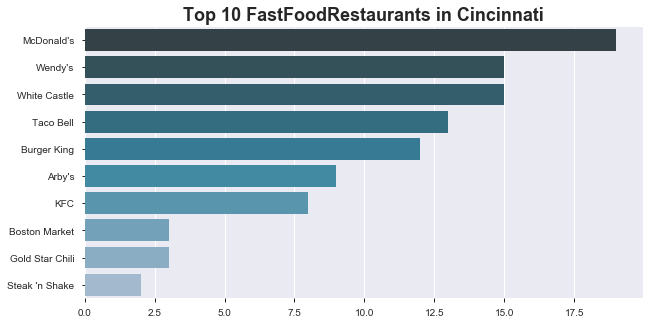 Top 10 FastFoodRestaurants in Cincinnati
McDonald's
Wendy's
White Castle
Taco Bell
Burger King
Arby's
KFC
Boston Market
Gold Star Chili
Steak 'n Shake
0.0 2.5 5.0 7.5 10.0 12.5 15.0 17.5